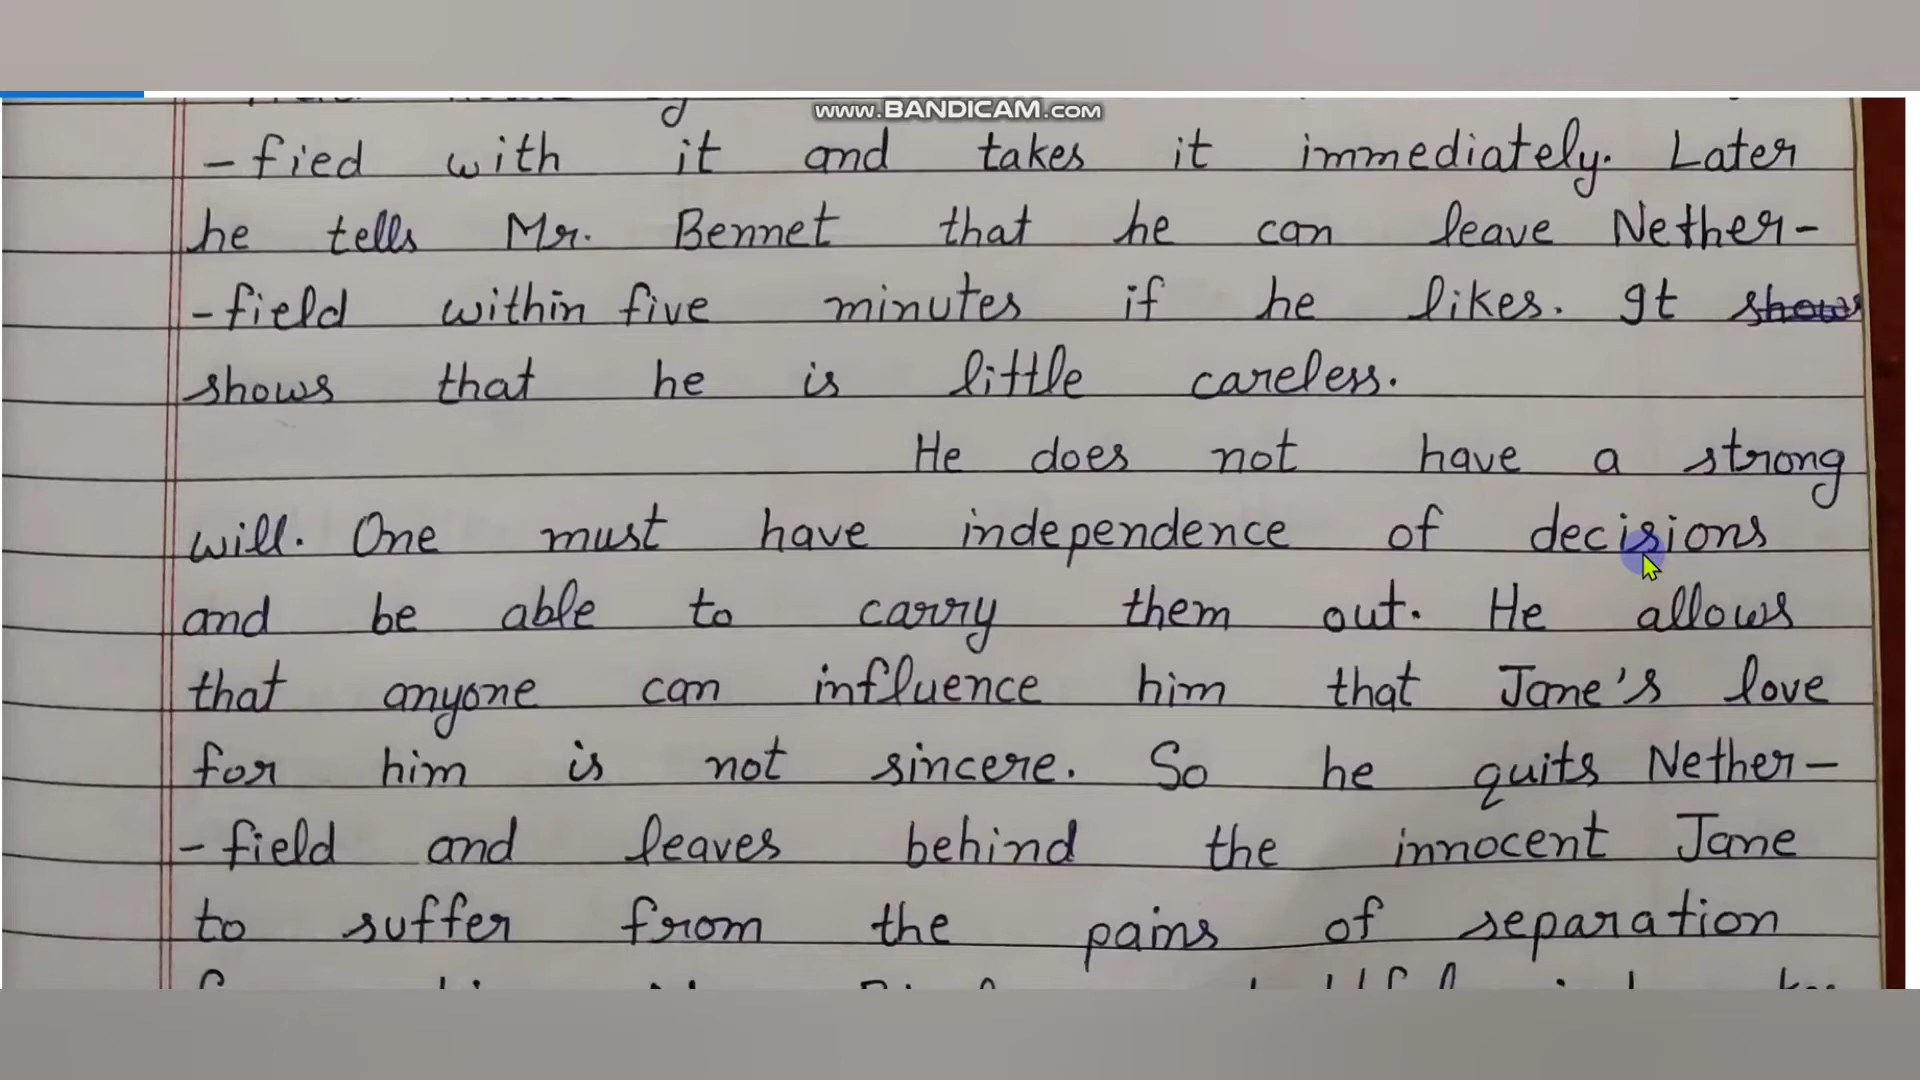 www.BANDICAM.com
-fied with it and takes it immediately. Later
he tells Mr. Bennet that he can leave Nether-
-field within five minutes if he likes. It shows
shows that he is little careless.
He does not have a strong
will. One must have independence of decisions
and be able to carry them out. He allows
that anyone can influence him that Jane's love
for him is not sincere. So he quits Nether-
-field and leaves behind the innocent Jane
to suffer from the pains of separation